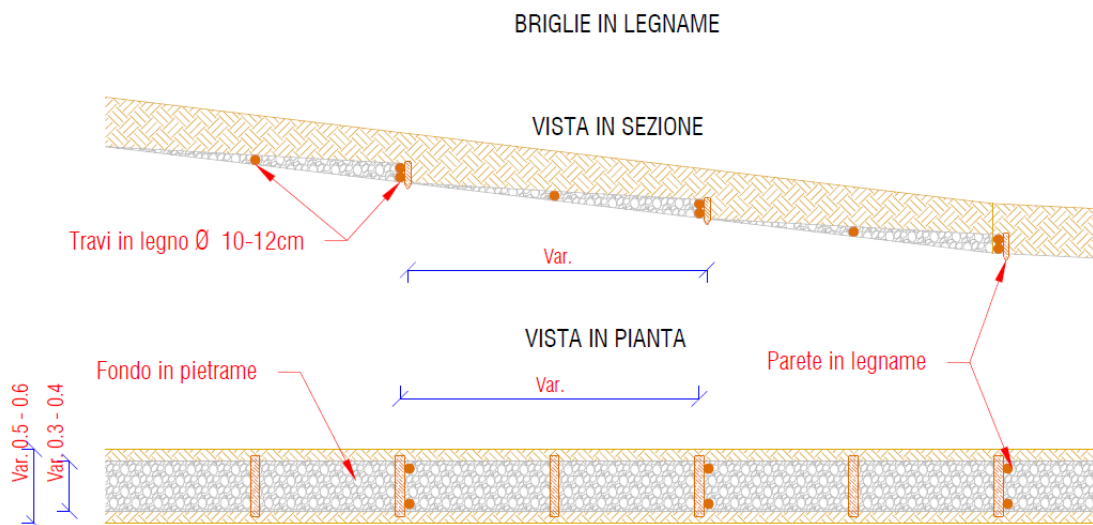 BRIGLIE IN LEGNAME
VISTA IN SEZIONE
Travi in legno Ø 10-12cm
Var.
VISTA IN PIANTA
Fondo in pietrame
Var.
Parete in legname
Var. 0.5 - 0.6
Var. 0.3 - 0.4